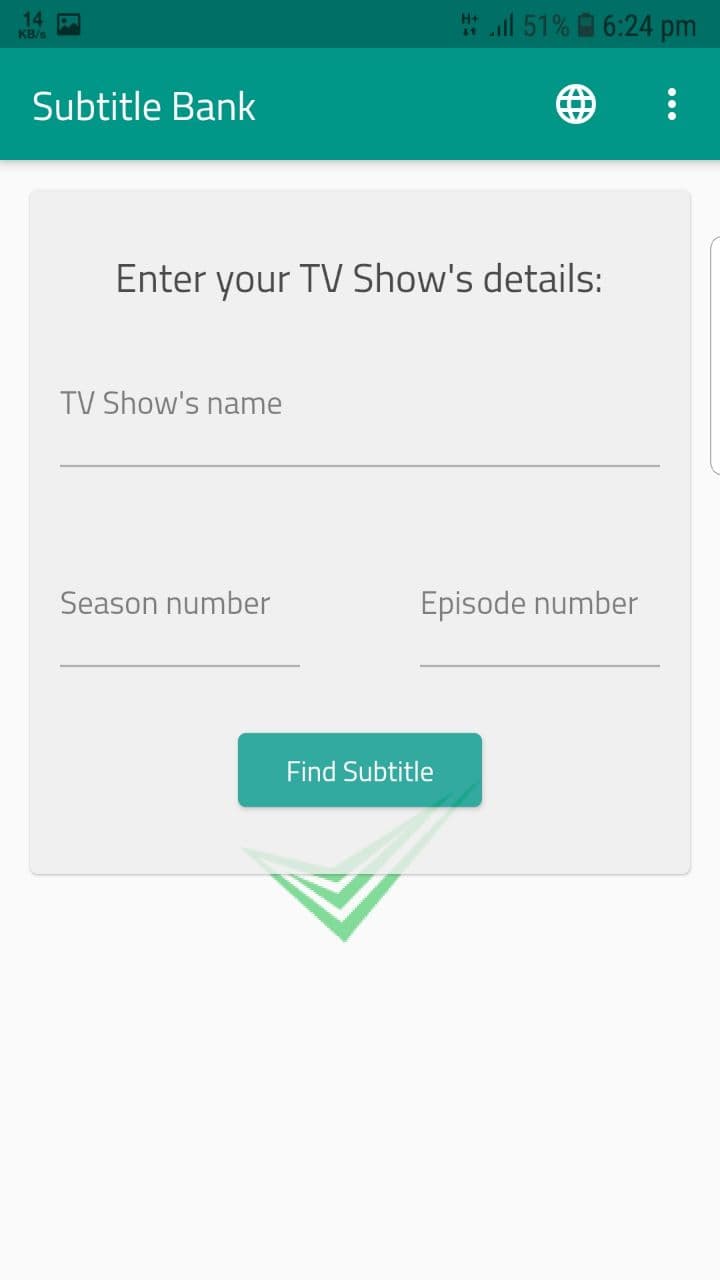 14
KB/s
H+ 51% 6:24 pm
Subtitle Bank
Enter your TV Show's details:
TV Show's name
Season number Episode number
Find Subtitle